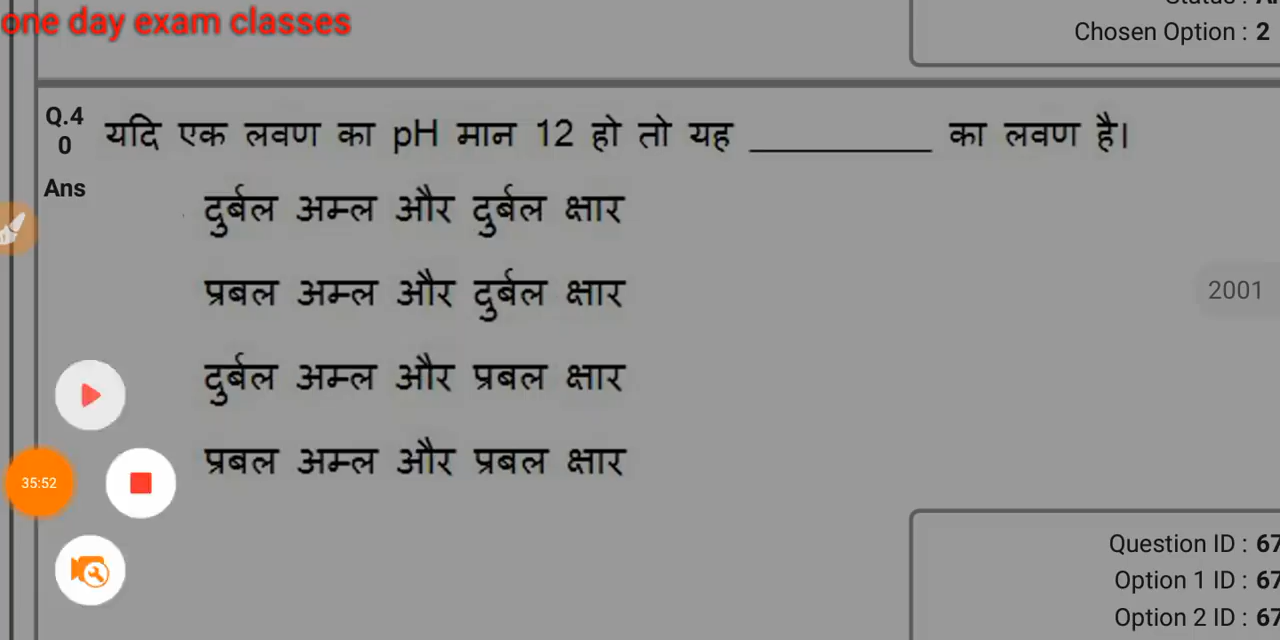 one day exam classes
Chosen Option : 2
Q.4
0
यदि एक लवण का pH मान 12 हो तो यह __________ का लवण है।
Ans
दुर्बल अम्ल और दुर्बल क्षार
प्रबल अम्ल और दुर्बल क्षार
2001
दुर्बल अम्ल और प्रबल क्षार
प्रबल अम्ल और प्रबल क्षार
35:52
Question ID : 67
Option 1 ID : 67
Option 2 ID : 67